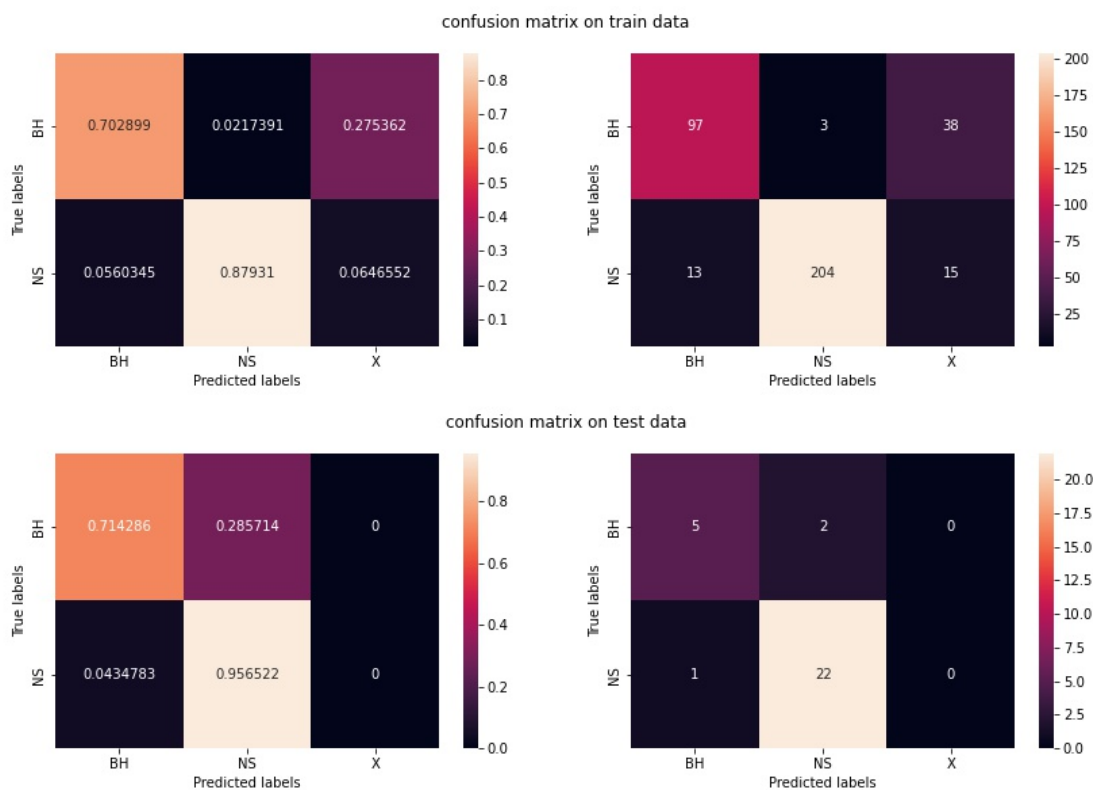 confusion matrix on train data
BH
NS
True labels
0.702899 0.0217391 0.275362
0.0560345 0.87931 0.0646552
BH NS X
Predicted labels
0.8
0.7
0.6
0.5
0.4
0.3
0.2
0.1
BH
NS
True labels
97 3 38
13 204 15
BH NS X
Predicted labels
200
175
150
125
100
75
50
25
confusion matrix on test data
BH
NS
True labels
0.714286 0.285714 0
0.0434783 0.956522 0
BH NS X
Predicted labels
0.8
0.6
0.4
0.2
0.0
BH
NS
True labels
5 2 0
1 22 0
BH NS X
Predicted labels
20.0
17.5
15.0
12.5
10.0
7.5
5.0
2.5
0.0